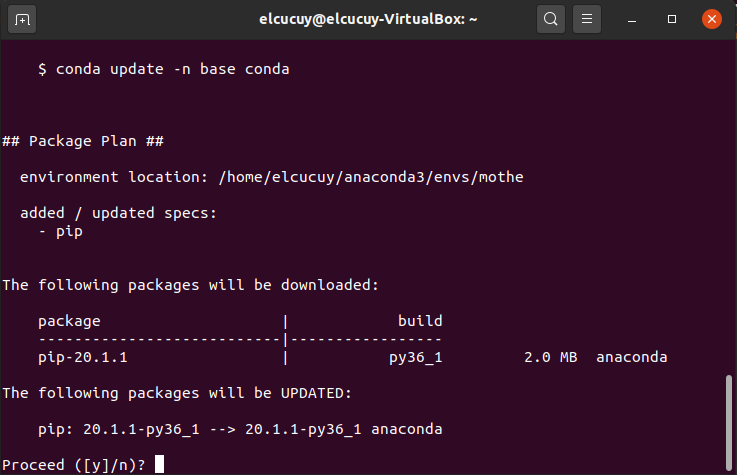 elcucuy@elcucuy-VirtualBox: ~
$ conda update -n base conda
## Package Plan ##
environment location: /home/elcucuy/anaconda3/envs/mothe
added / updated specs:
- pip
The following packages will be downloaded:
package                    |            build
---------------------------|-----------------
pip-20.1.1                 |           py36_1         2.0 MB  anaconda
The following packages will be UPDATED:
pip: 20.1.1-py36_1 --> 20.1.1-py36_1 anaconda
Proceed ([y]/n)?